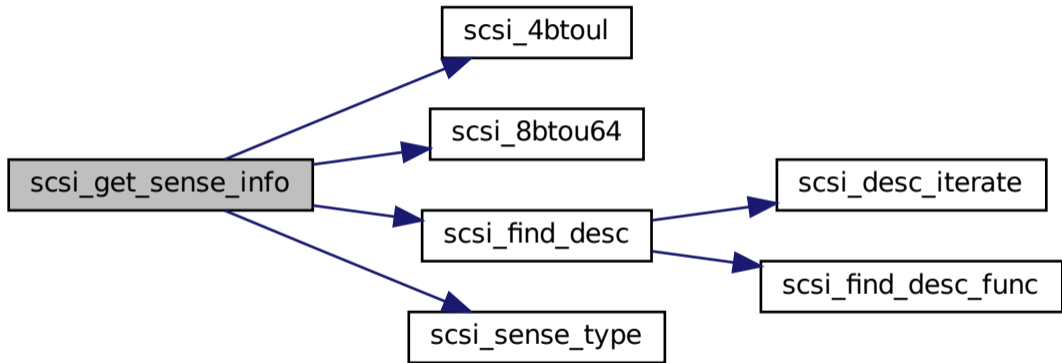 scsi_4btoul
scsi_8btou64
scsi_get_sense_info
scsi_desc_iterate
scsi_find_desc
scsi_find_desc_func
scsi_sense_type